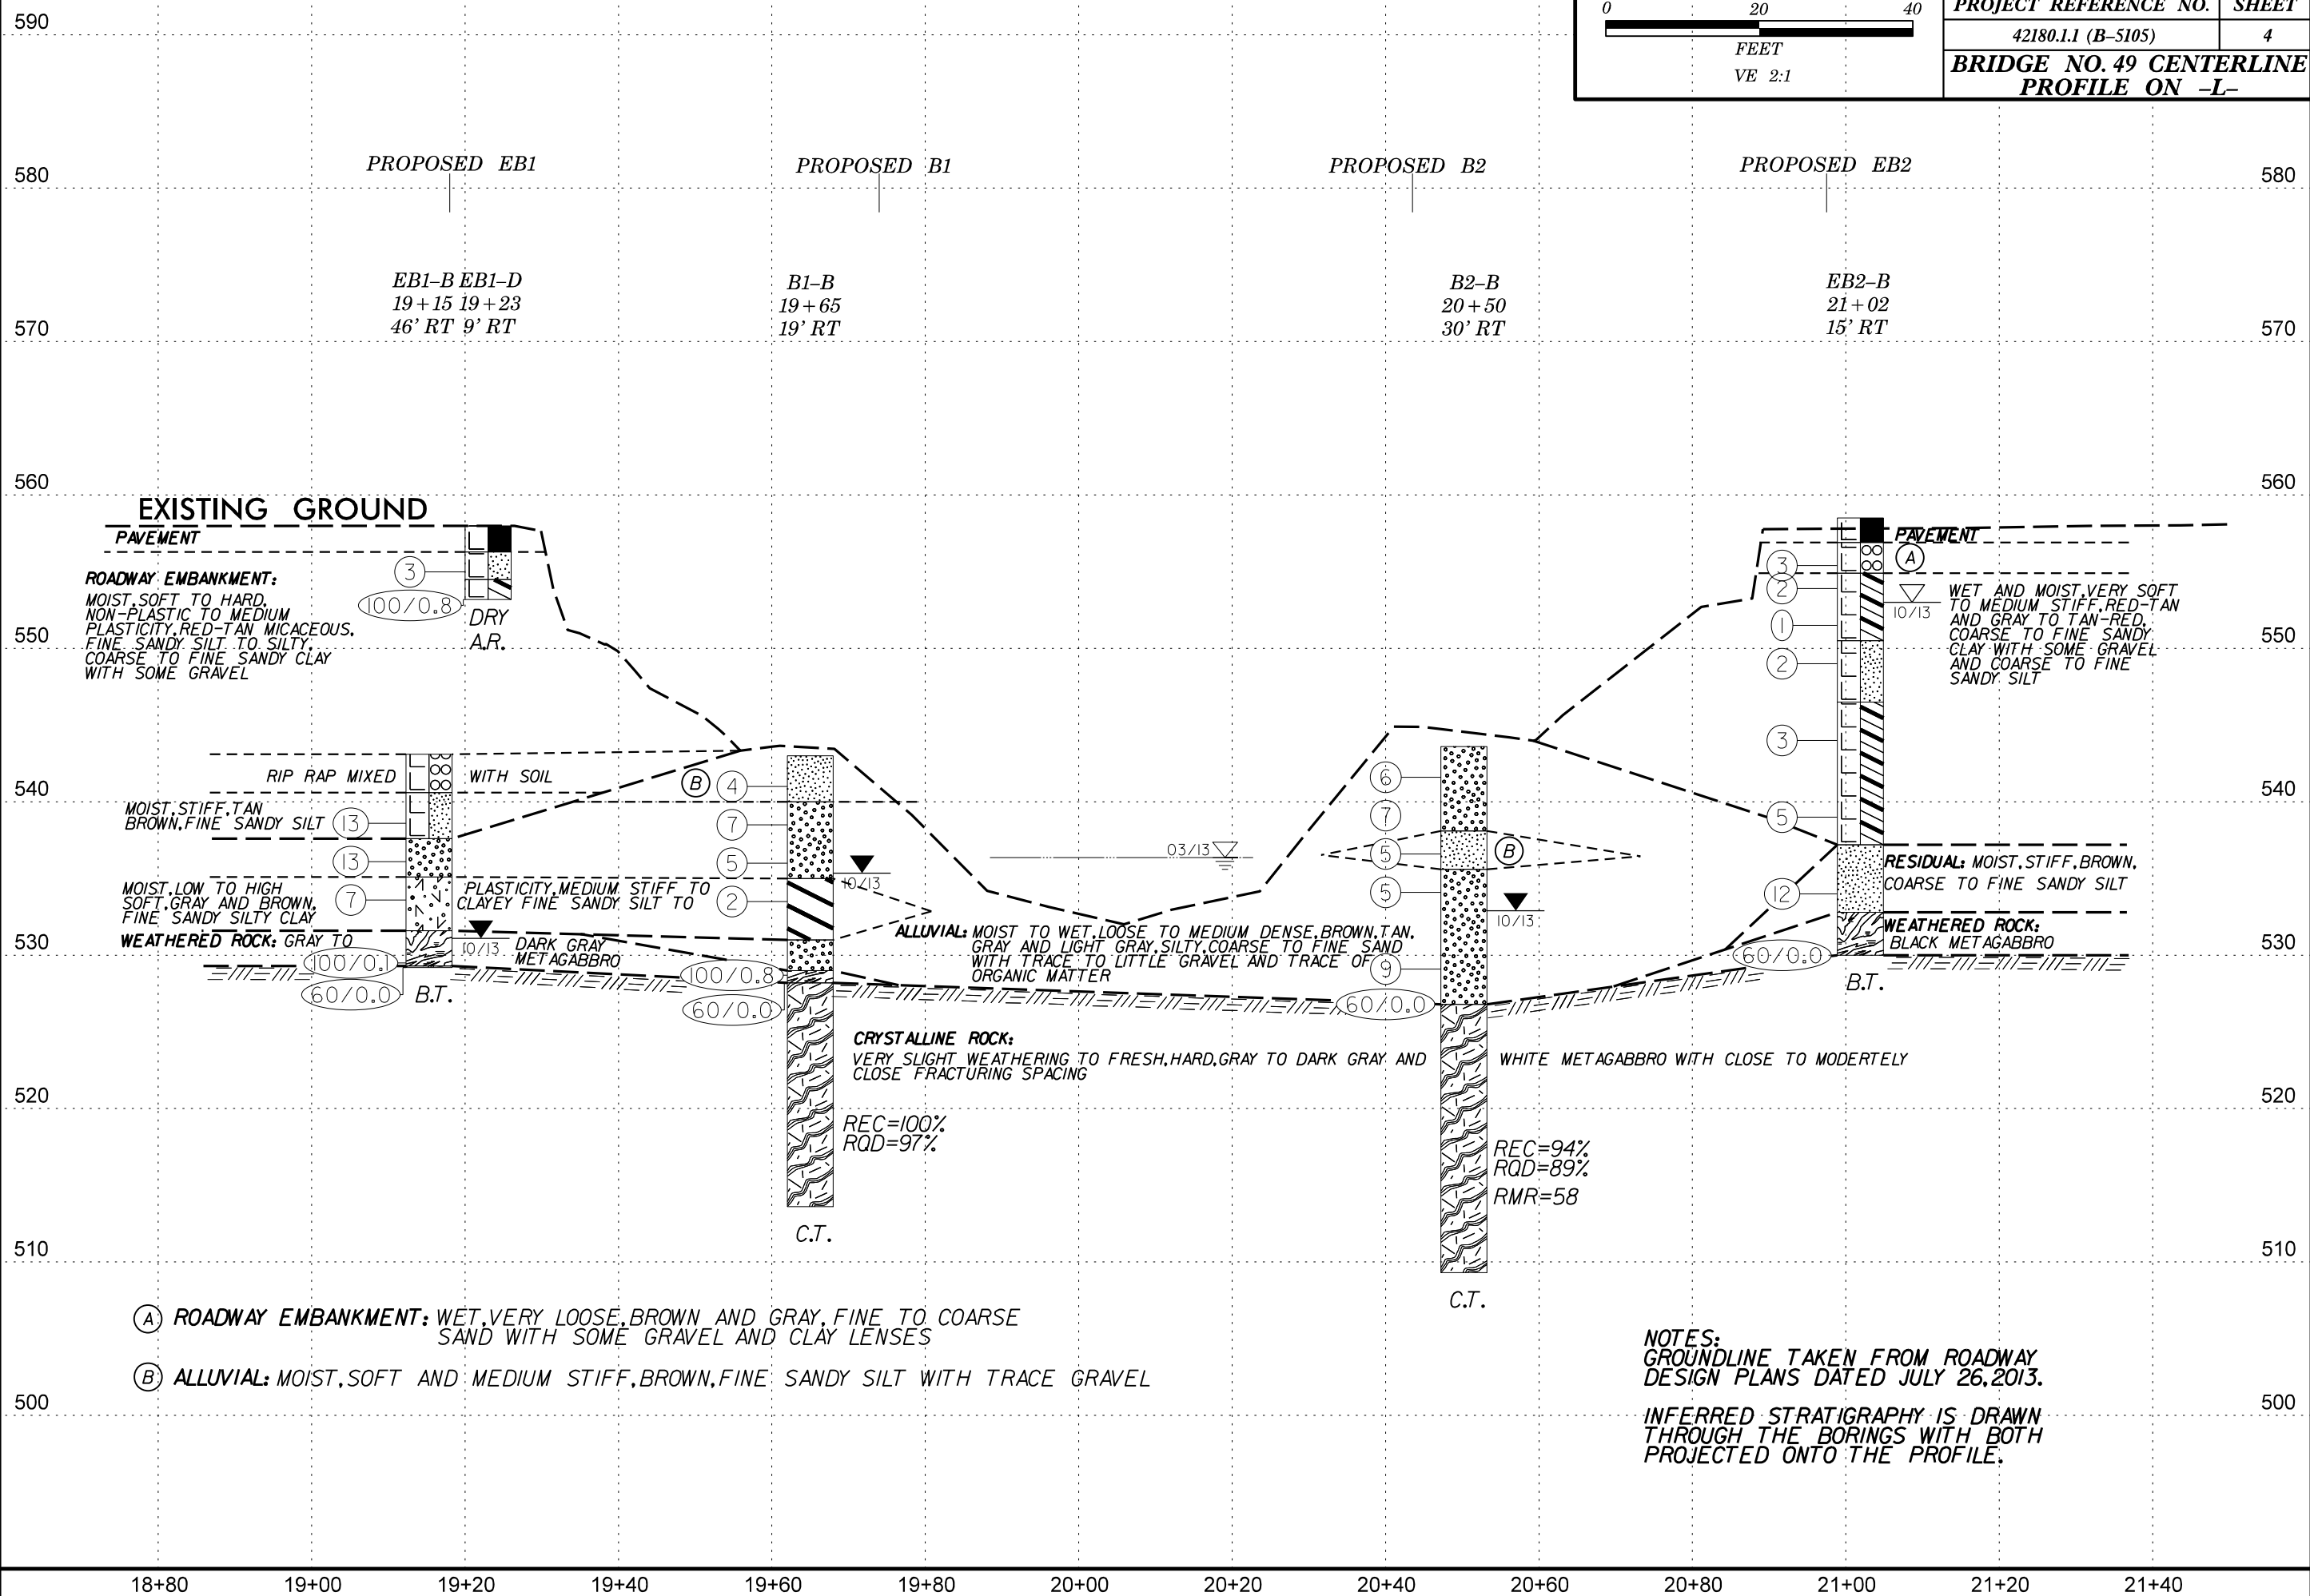 0 20 40
FEET
VE 2:1
PROJECT REFERENCE NO. SHEET
42180.1.1 (B–5105) 4
BRIDGE NO. 49 CENTERLINE
PROFILE ON –L–
590
580 580
570 570
560 560
550 550
540 540
530 530
520 520
510 510
500 500
PROPOSED EB1
PROPOSED B1
PROPOSED B2
PROPOSED EB2
EB1–B EB1–D
19+15 19+23
46' RT 9' RT
B1–B
19+65
19' RT
B2–B
20+50
30' RT
EB2–B
21+02
15' RT
EXISTING GROUND
PAVEMENT
ROADWAY EMBANKMENT:
MOIST,SOFT TO HARD,
NON-PLASTIC TO MEDIUM
PLASTICITY,RED-TAN MICACEOUS,
FINE SANDY SILT TO SILTY,
COARSE TO FINE SANDY CLAY
WITH SOME GRAVEL
3
100/0.8
DRY
A.R.
RIP RAP MIXED WITH SOIL
MOIST,STIFF,TAN
BROWN,FINE SANDY SILT
13
13
7
MOIST,LOW TO HIGH PLASTICITY,MEDIUM STIFF TO
SOFT,GRAY AND BROWN, CLAYEY FINE SANDY SILT TO
FINE SANDY SILTY CLAY
WEATHERED ROCK: GRAY TO DARK GRAY
METAGABBRO
10/13
100/0.1
60/0.0
B.T.
B
4
7
5
2
10/13
100/0.8
60/0.0
03/13
ALLUVIAL: MOIST TO WET,LOOSE TO MEDIUM DENSE,BROWN,TAN,
GRAY AND LIGHT GRAY,SILTY,COARSE TO FINE SAND
WITH TRACE TO LITTLE GRAVEL AND TRACE OF
ORGANIC MATTER
CRYSTALLINE ROCK:
VERY SLIGHT WEATHERING TO FRESH,HARD,GRAY TO DARK GRAY AND WHITE METAGABBRO WITH CLOSE TO MODERTELY
CLOSE FRACTURING SPACING
REC=100%
RQD=97%
C.T.
6
7
5
B
5
10/13
9
60/0.0
REC=94%
RQD=89%
RMR=58
C.T.
PAVEMENT
A
3
2
1
2
3
5
12
10/13
WET AND MOIST,VERY SOFT
TO MEDIUM STIFF,RED-TAN
AND GRAY TO TAN-RED,
COARSE TO FINE SANDY
CLAY WITH SOME GRAVEL
AND COARSE TO FINE
SANDY SILT
RESIDUAL: MOIST,STIFF,BROWN,
COARSE TO FINE SANDY SILT
WEATHERED ROCK:
BLACK METAGABBRO
60/0.0
B.T.
A ROADWAY EMBANKMENT: WET,VERY LOOSE,BROWN AND GRAY,FINE TO COARSE
SAND WITH SOME GRAVEL AND CLAY LENSES
B ALLUVIAL: MOIST,SOFT AND MEDIUM STIFF,BROWN,FINE SANDY SILT WITH TRACE GRAVEL
NOTES:
GROUNDLINE TAKEN FROM ROADWAY
DESIGN PLANS DATED JULY 26,2013.
INFERRED STRATIGRAPHY IS DRAWN
THROUGH THE BORINGS WITH BOTH
PROJECTED ONTO THE PROFILE.
18+80 19+00 19+20 19+40 19+60 19+80 20+00 20+20 20+40 20+60 20+80 21+00 21+20 21+40